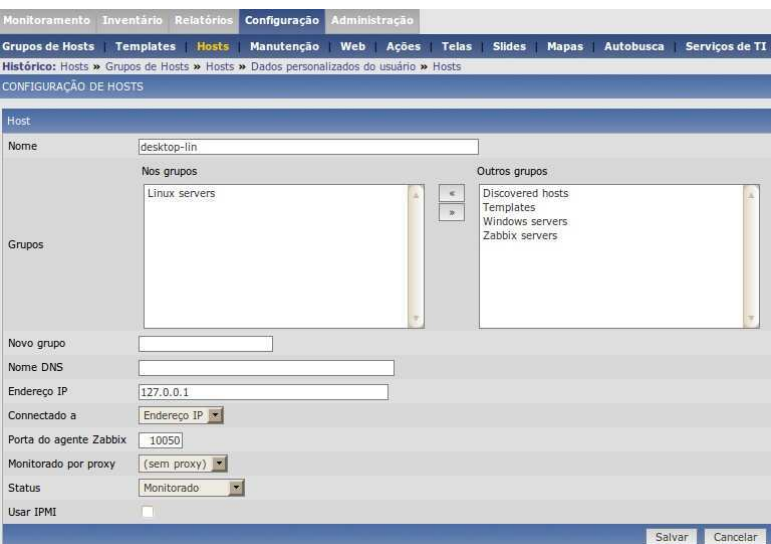 Monitoramento Inventário Relatórios Configuração Administração
Grupos de Hosts | Templates | Hosts | Manutenção | Web | Ações | Telas | Slides | Mapas | Autobusca | Serviços de TI
Histórico: Hosts » Grupos de Hosts » Hosts » Dados personalizados do usuário » Hosts
CONFIGURAÇÃO DE HOSTS
Host
Nome desktop-lin
Nos grupos Outros grupos
Grupos
Linux servers
«
»
Discovered hosts
Templates
Windows servers
Zabbix servers
Novo grupo
Nome DNS
Endereço IP 127.0.0.1
Connectado a Endereço IP
Porta do agente Zabbix 10050
Monitorado por proxy (sem proxy)
Status Monitorado
Usar IPMI
Salvar Cancelar